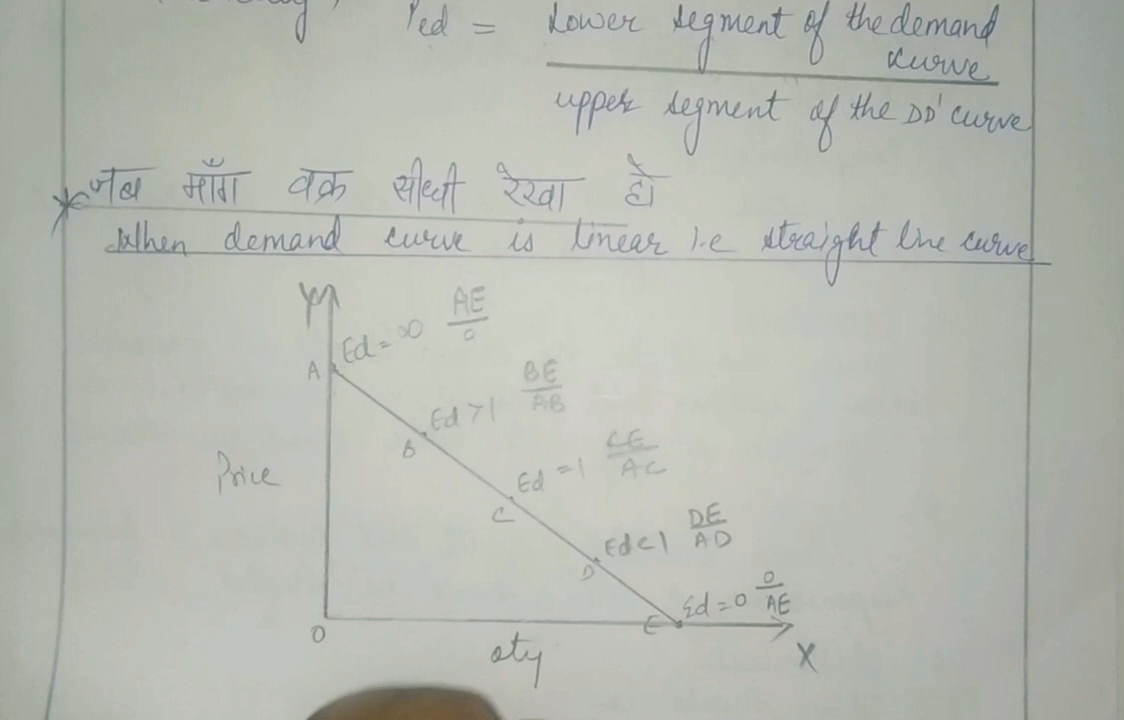 Ped = Lower segment of the demand
curve
upper segment of the DD' curve
* जब माँग वक्र सीधी रेखा हो
When demand curve is linear i.e straight line curve
Y
Ed = ∞ AE/0
A
Ed >1 BE/AB
B
Price
Ed =1 CE/AC
C
Ed<1 DE/AD
D
Ed = 0 0/AE
E
O
qty
X